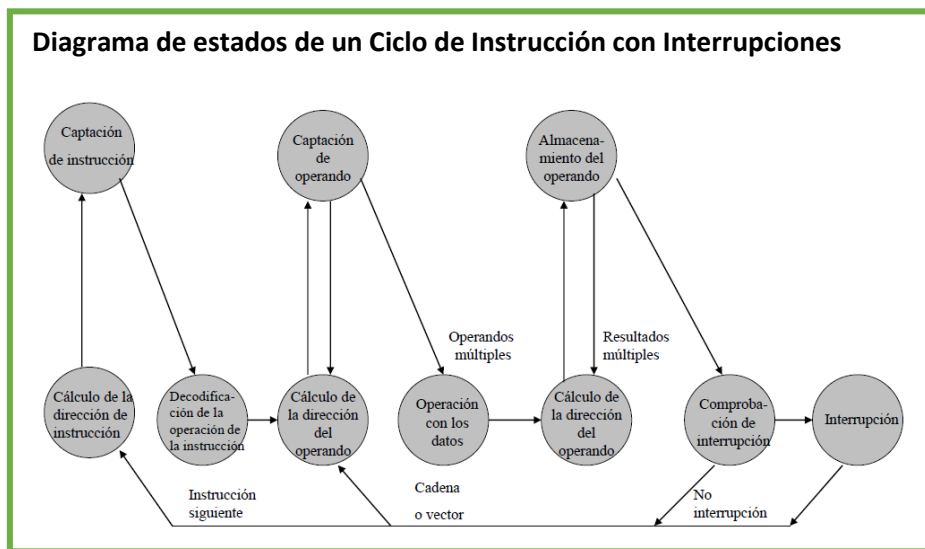 Diagrama de estados de un Ciclo de Instrucción con Interrupciones
Captación
de instrucción
Captación
de
operando
Almacena-
miento del
operando
Operandos
múltiples
Resultados
múltiples
Cálculo de la
dirección de
instrucción
Decodifica-
ción de la
operación de
la instrucción
Cálculo de
la dirección
del
operando
Operación
con los
datos
Cálculo de
la dirección
del
operando
Comproba-
ción de
interrupción
Interrupción
Instrucción
siguiente
Cadena
o vector
No
interrupción